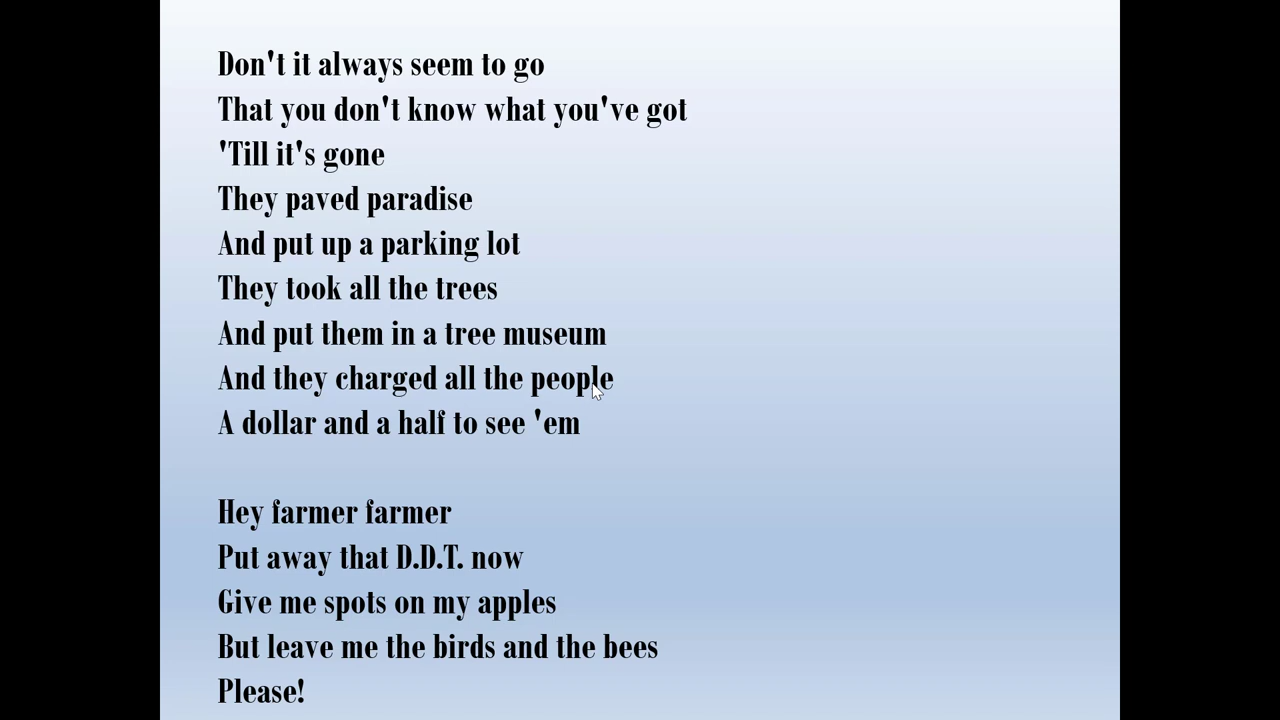 Don't it always seem to go
That you don't know what you've got
'Till it's gone
They paved paradise
And put up a parking lot
They took all the trees
And put them in a tree museum
And they charged all the people
A dollar and a half to see 'em
Hey farmer farmer
Put away that D.D.T. now
Give me spots on my apples
But leave me the birds and the bees
Please!